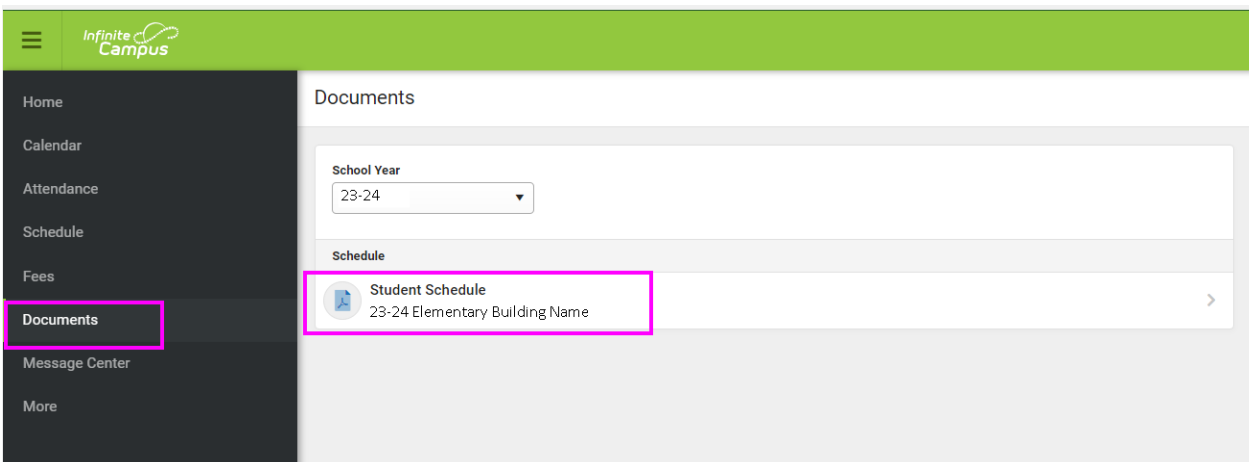 Infinite
Campus
Home
Calendar
Attendance
Schedule
Fees
Documents
Message Center
More
Documents
School Year
23-24
Schedule
Student Schedule
23-24 Elementary Building Name